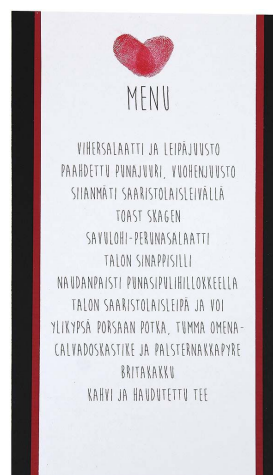 MENU
VIHERSALAATTI JA LEIPÄJUUSTO
PAAHDETTU PUNAJUURI, VUOHENJUUSTO
SIIANMÄTI SAARISTOLAISLEIVÄLLÄ
TOAST SKAGEN
SAVULOHI-PERUNASALAATTI
TALON SINAPPISILLI
NAUDANPAISTI PUNASIPULIHILLOKKEELLA
TALON SAARISTOLAISLEIPÄ JA VOI
YLIKYPSÄ PORSAAN POTKA, TUMMA OMENA-
CALVADOSKASTIKE JA PALSTERNAKKAPYRE
BRITAKAKKU
KAHVI JA HAUDUTETTU TEE